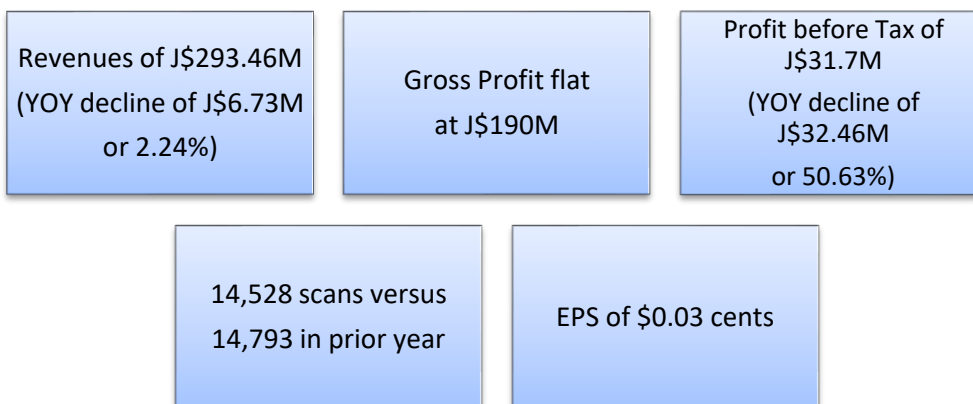 Revenues of J$293.46M
(YOY decline of J$6.73M
or 2.24%)
Gross Profit flat
at J$190M
Profit before Tax of
J$31.7M
(YOY decline of
J$32.46M
or 50.63%)
14,528 scans versus
14,793 in prior year
EPS of $0.03 cents